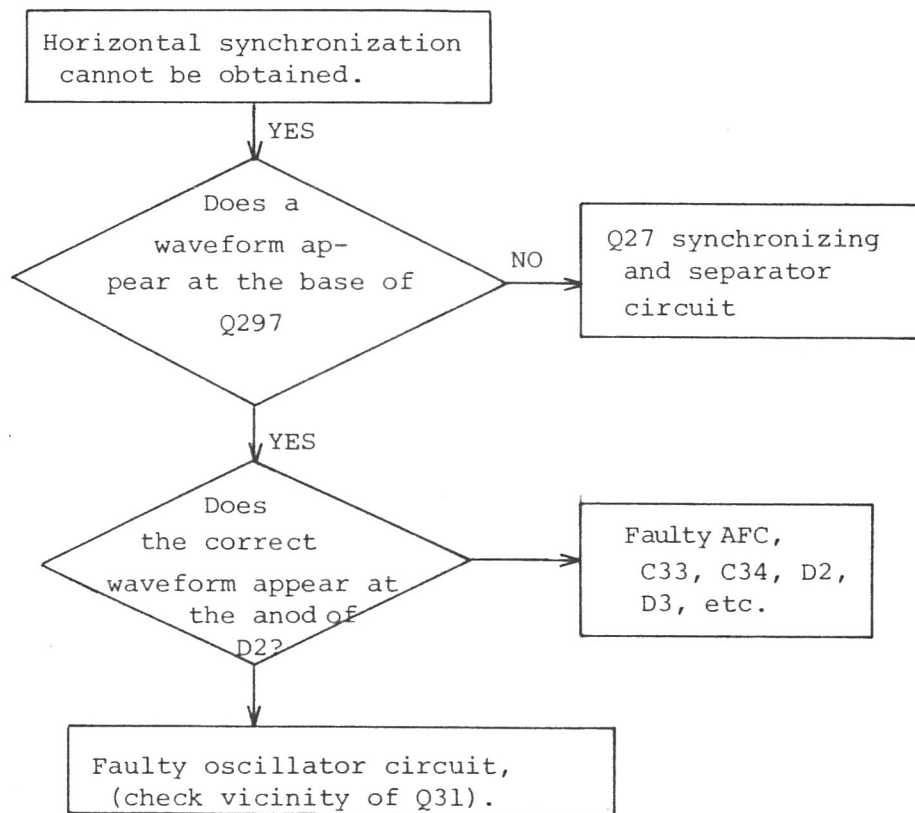 Horizontal synchronization
cannot be obtained.
YES
Does a
waveform ap-
pear at the base of
Q297
NO
Q27 synchronizing
and separator
circuit
YES
Does
the correct
waveform appear at
the anod of
D2?
Faulty AFC,
C33, C34, D2,
D3, etc.
Faulty oscillator circuit,
(check vicinity of Q31).